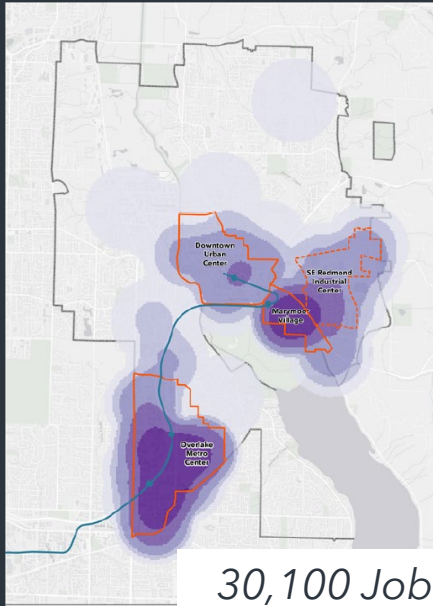 Downtown
Urban
Center
SE Redmond
Industrial
Center
Marymoor
Village
Overlake
Metro
Center
30,100 Job